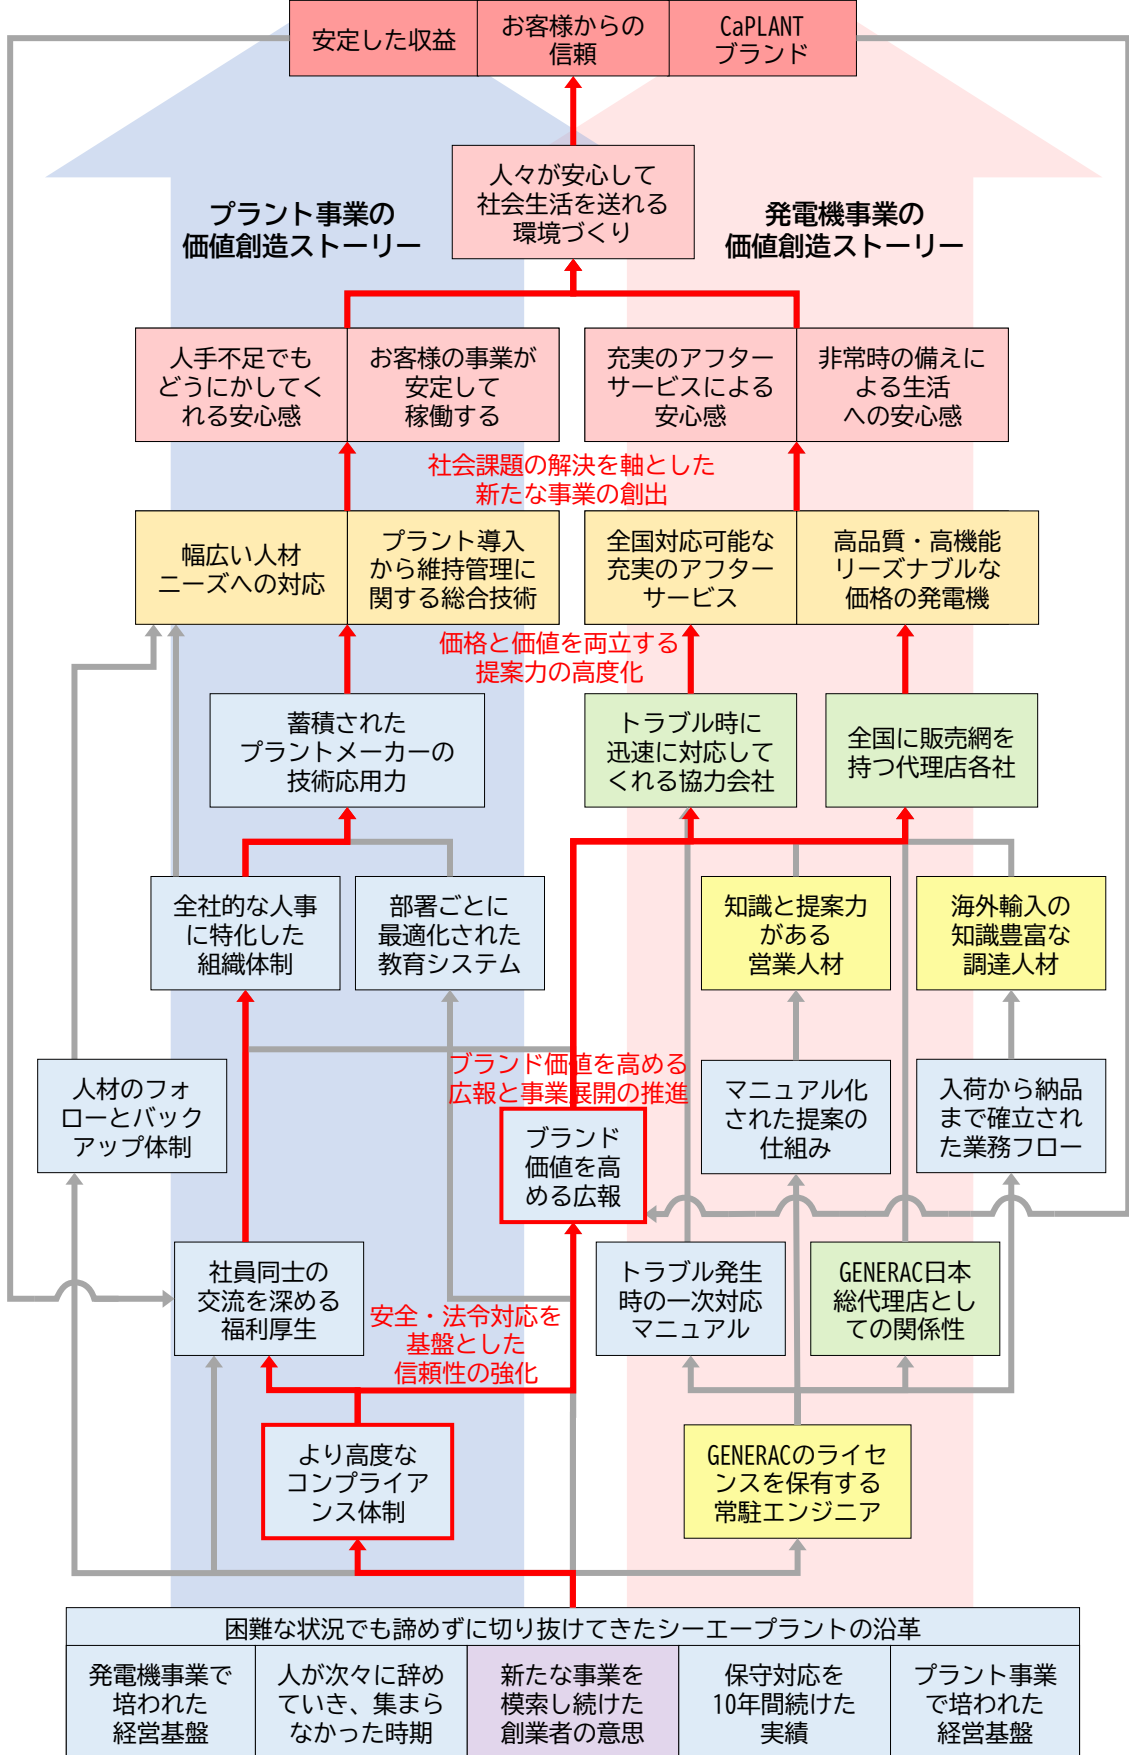 安定した収益
お客様からの
信頼
CaPLANT
ブランド
人々が安心して
社会生活を送れる
環境づくり
プラント事業の
価値創造ストーリー
発電機事業の
価値創造ストーリー
人手不足でも
どうにかしてく
れる安心感
お客様の事業が
安定して
稼働する
充実のアフター
サービスによる
安心感
非常時の備えに
よる生活
への安心感
社会課題の解決を軸とした
新たな事業の創出
幅広い人材
ニーズへの対応
プラント導入
から維持管理に
関する総合技術
全国対応可能な
充実のアフター
サービス
高品質・高機能
リーズナブルな
価格の発電機
価格と価値を両立する
提案力の高度化
蓄積された
プラントメーカーの
技術応用力
トラブル時に
迅速に対応して
くれる協力会社
全国に販売網を
持つ代理店各社
全社的な人事
に特化した
組織体制
部署ごとに
最適化された
教育システム
知識と提案力
がある
営業人材
海外輸入の
知識豊富な
調達人材
ブランド価値を高める
広報と事業展開の推進
人材のフォ
ローとバック
アップ体制
ブランド
価値を高
める広報
マニュアル化
された提案の
仕組み
入荷から納品
まで確立され
た業務フロー
社員同士の
交流を深める
福利厚生
安全・法令対応を
基盤とした
信頼性の強化
トラブル発生
時の一次対応
マニュアル
GENERAC日本
総代理店とし
ての関係性
より高度な
コンプライア
ンス体制
GENERACのライセ
ンスを保有する
常駐エンジニア
困難な状況でも諦めずに切り抜けてきたシーエープラントの沿革
発電機事業で
培われた
経営基盤
人が次々に辞め
ていき、集まら
なかった時期
新たな事業を
模索し続けた
創業者の意思
保守対応を
10年間続けた
実績
プラント事業
で培われた
経営基盤